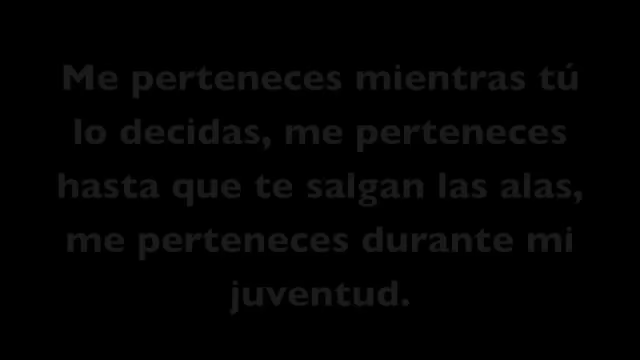 Me perteneces mientras tú
lo decidas, me perteneces
hasta que te salgan las alas,
me perteneces durante mi
juventud.